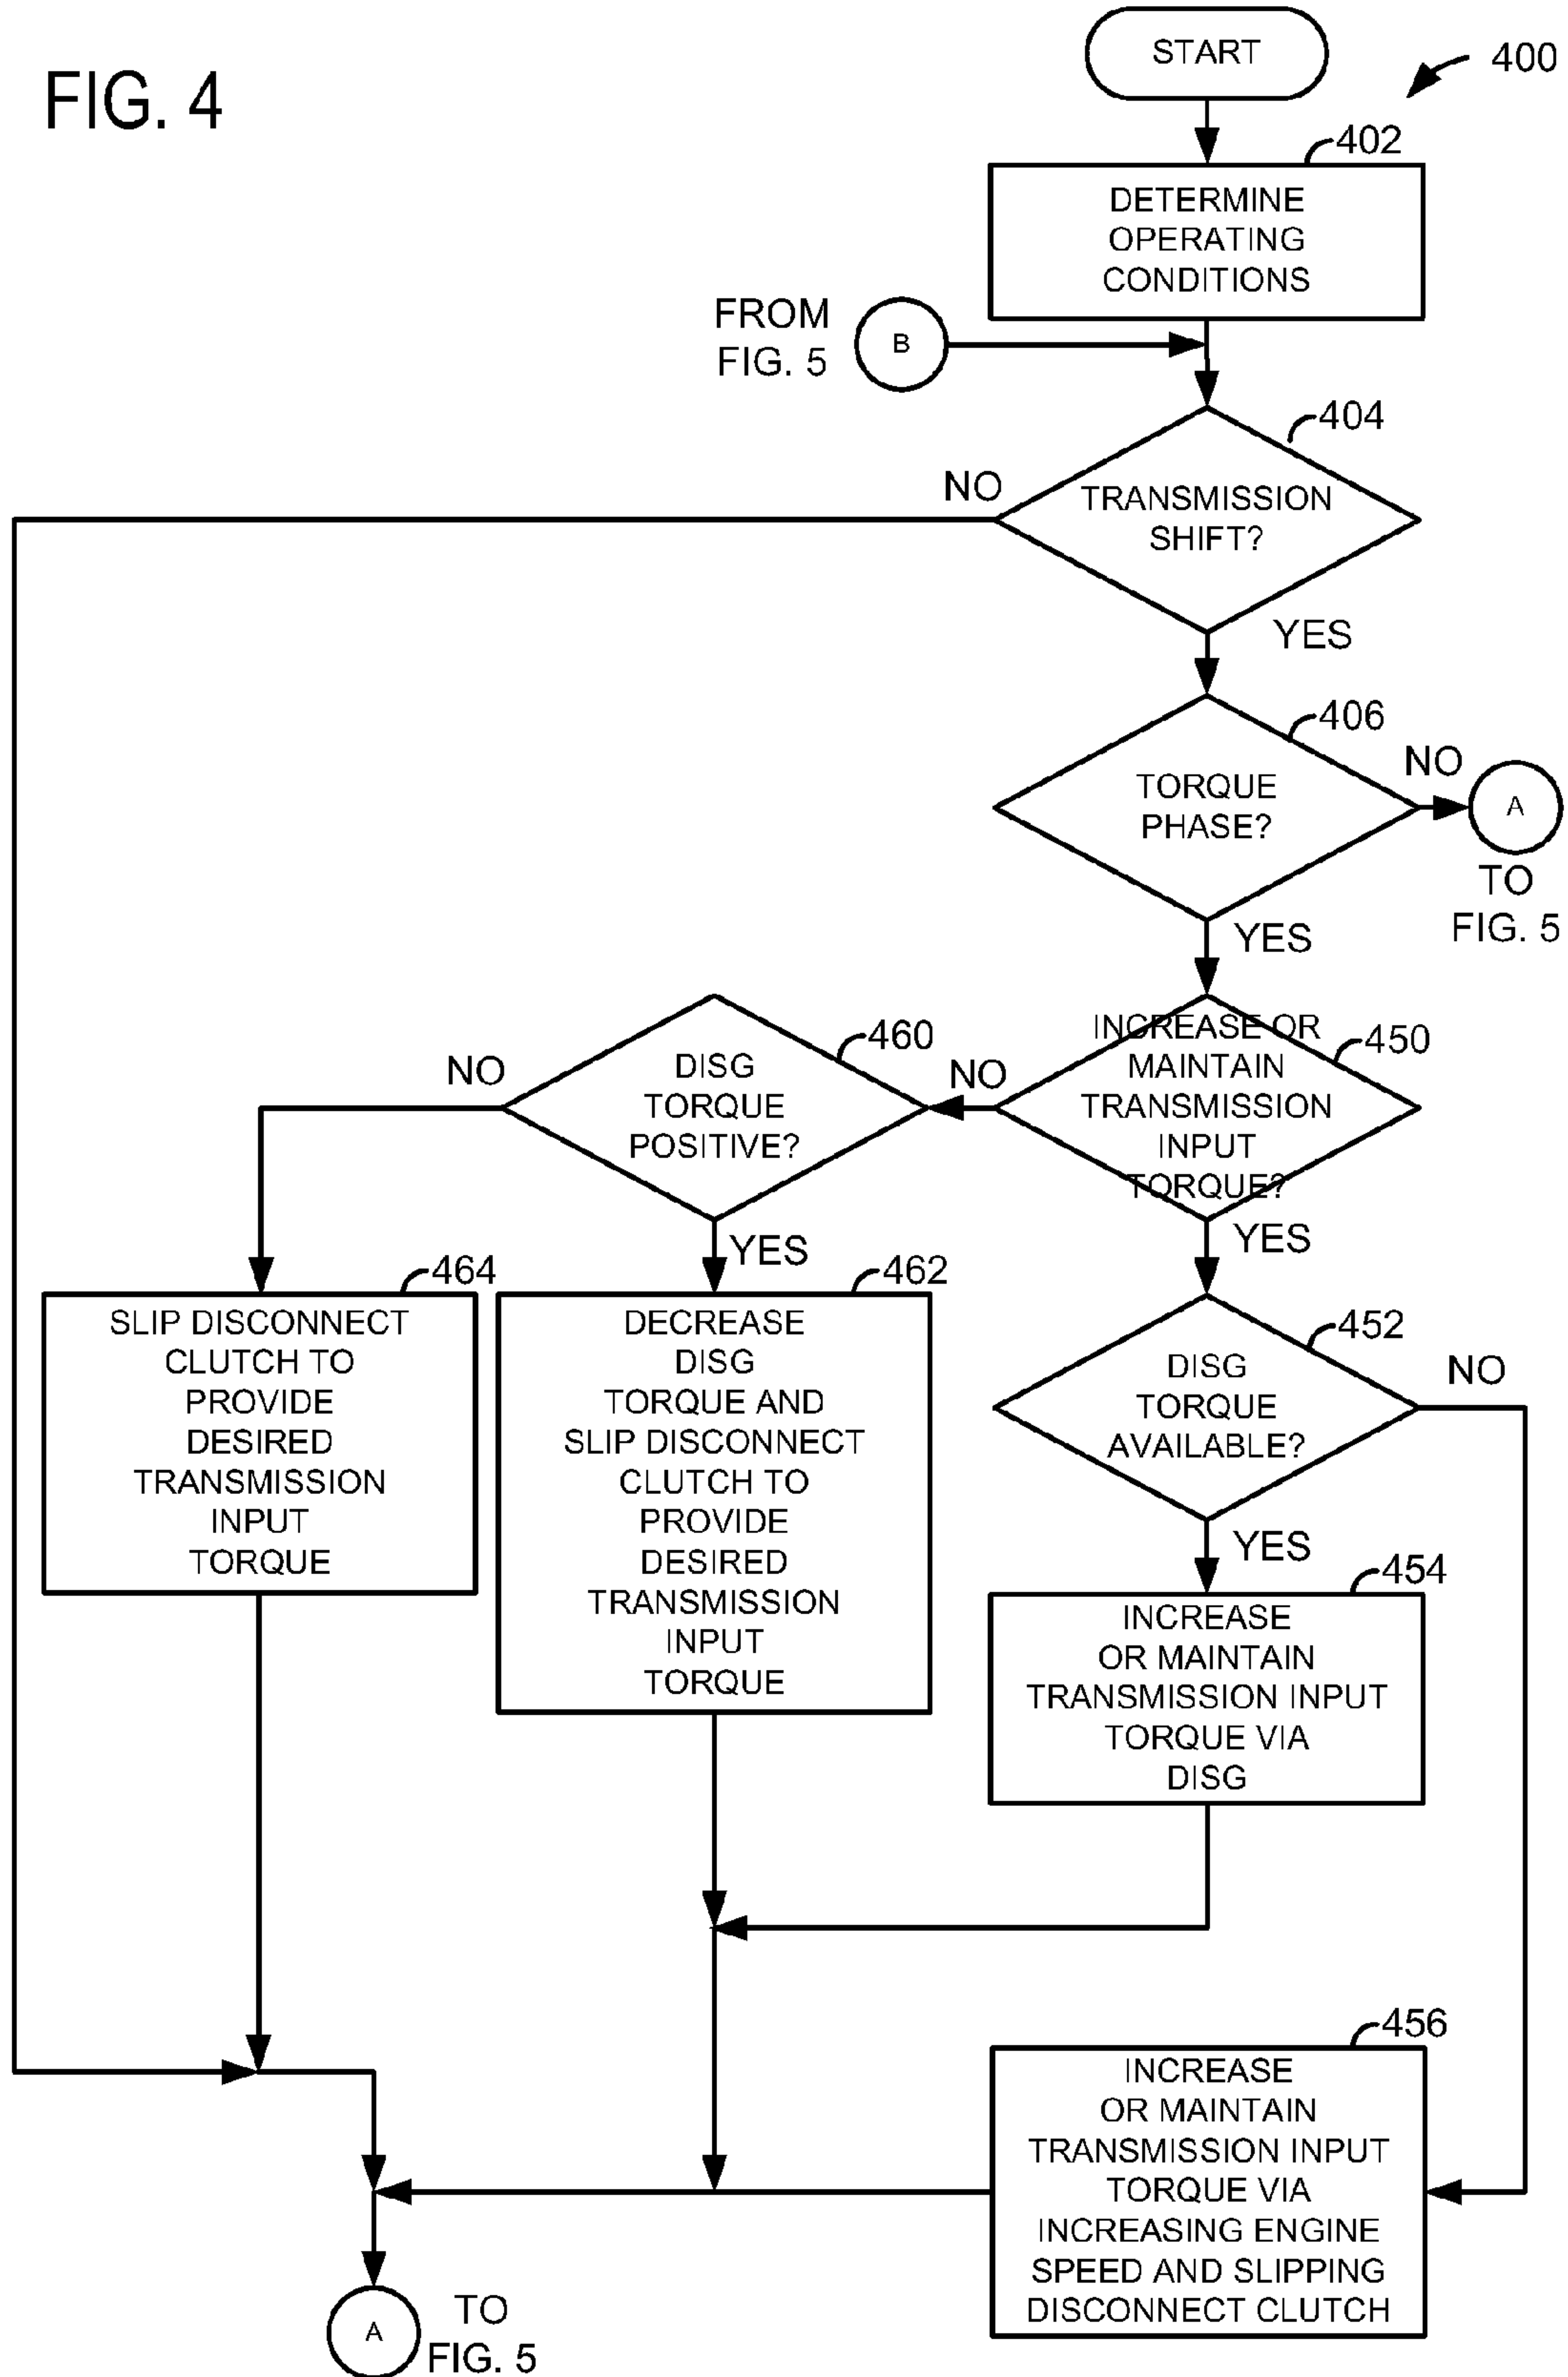 FIG. 4
START
400
402
DETERMINE
OPERATING
CONDITIONS
FROM
FIG. 5
B
404
NO
TRANSMISSION
SHIFT?
YES
406
NO
TORQUE
PHASE?
A
TO
FIG. 5
YES
450
INCREASE OR
MAINTAIN
TRANSMISSION
INPUT
TORQUE?
NO
460
DISG
TORQUE
POSITIVE?
NO
YES
YES
464
SLIP DISCONNECT
CLUTCH TO
PROVIDE
DESIRED
TRANSMISSION
INPUT
TORQUE
462
DECREASE
DISG
TORQUE AND
SLIP DISCONNECT
CLUTCH TO
PROVIDE
DESIRED
TRANSMISSION
INPUT
TORQUE
452
DISG
TORQUE
AVAILABLE?
NO
YES
454
INCREASE
OR MAINTAIN
TRANSMISSION INPUT
TORQUE VIA
DISG
456
INCREASE
OR MAINTAIN
TRANSMISSION INPUT
TORQUE VIA
INCREASING ENGINE
SPEED AND SLIPPING
DISCONNECT CLUTCH
A
TO
FIG. 5